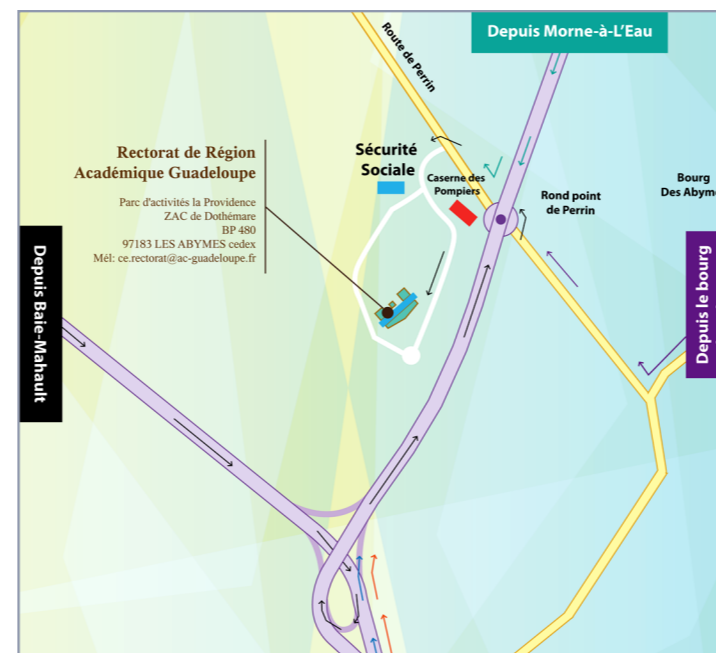 Depuis Morne-à-L'Eau
Route de Perrin
Rectorat de Région
Académique Guadeloupe
Parc d'activités la Providence
ZAC de Dothémare
BP 480
97183 LES ABYMES cedex
Mél: ce.rectorat@ac-guadeloupe.fr
Sécurité
Sociale
Caserne des
Pompiers
Rond point
de Perrin
Bourg
Des Abyme
Depuis Baie-Mahault
Depuis le bourg